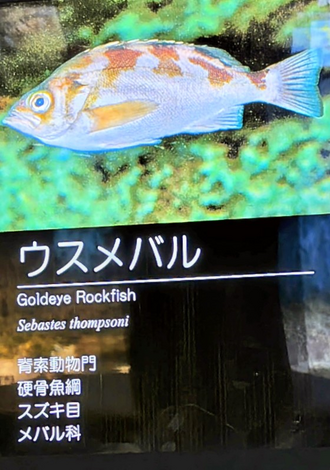 ウスメバル
Goldeye Rockfish
Sebastes thompsoni
脊索動物門
硬骨魚綱
スズキ目
メバル科